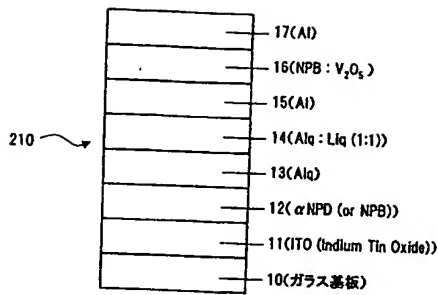 17(Al)
16(NPB : V₂O₅)
15(Al)
210
14(Alq : Liq (1:1))
13(Alq)
12(αNPD (or NPB))
11(ITO (Indium Tin Oxide))
10(ガラス基板)